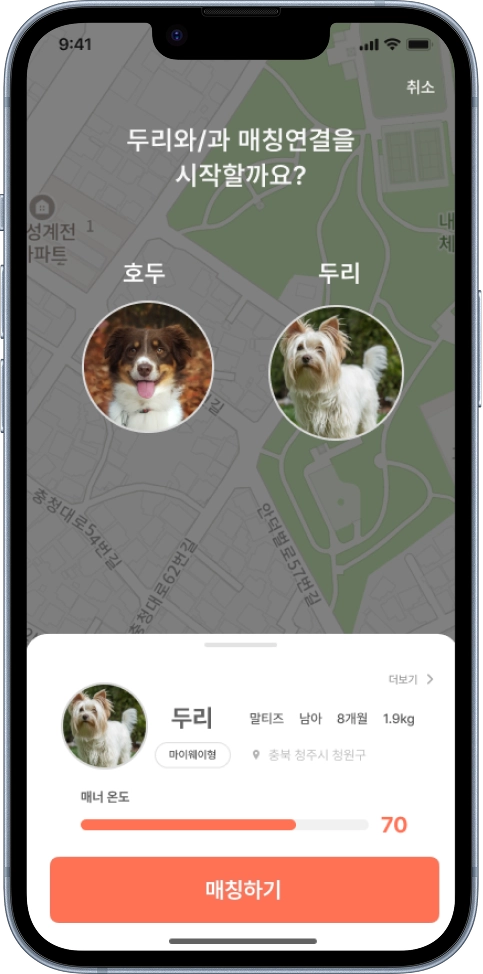 9:41
취소
두리와/과 매칭연결을
시작할까요?
성계전
1
내
체
호두
두리
길
충청대로54번길
안덕벌로57번길
충청대로62번길
더보기
두리
말티즈 남아 8개월 1.9kg
마이웨이형
충북 청주시 청원구
매너 온도
70
매칭하기